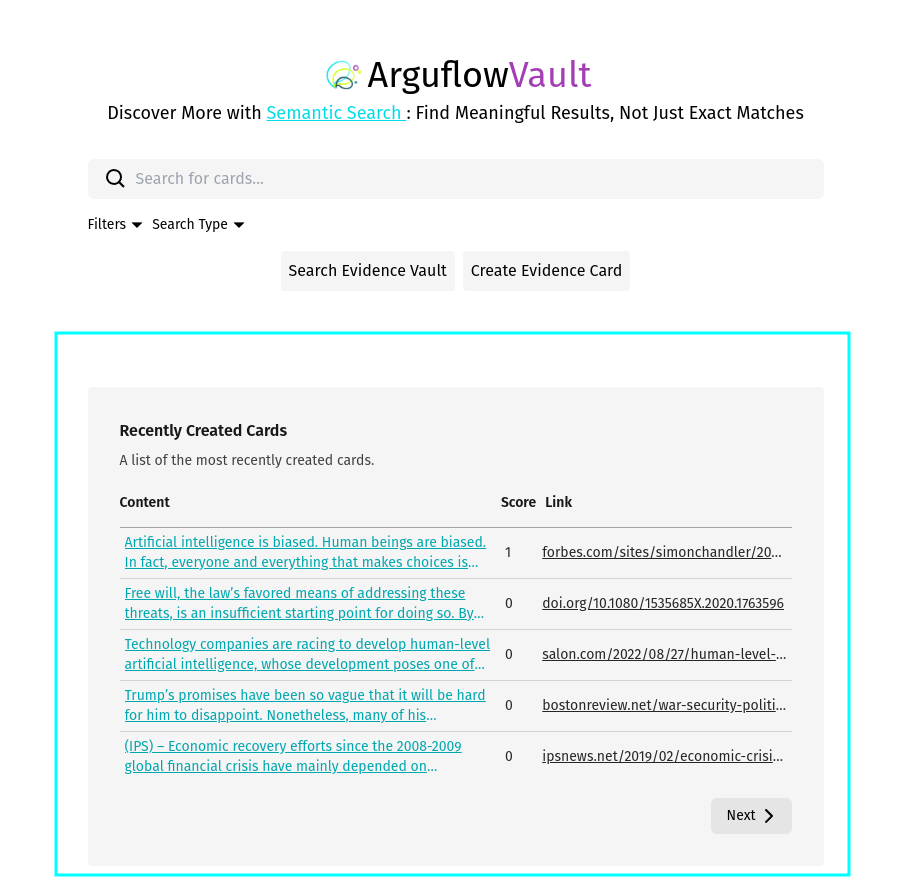 ArguflowVault
Discover More with Semantic Search : Find Meaningful Results, Not Just Exact Matches
Search for cards...
Filters Search Type
Search Evidence Vault Create Evidence Card
Recently Created Cards
A list of the most recently created cards.
Content Score Link
Artificial intelligence is biased. Human beings are biased.
In fact, everyone and everything that makes choices is...
1 forbes.com/sites/simonchandler/20...
Free will, the law’s favored means of addressing these
threats, is an insufficient starting point for doing so. By...
0 doi.org/10.1080/1535685X.2020.1763596
Technology companies are racing to develop human-level
artificial intelligence, whose development poses one of...
0 salon.com/2022/08/27/human-level-...
Trump’s promises have been so vague that it will be hard
for him to disappoint. Nonetheless, many of his...
0 bostonreview.net/war-security-politi...
(IPS) – Economic recovery efforts since the 2008-2009
global financial crisis have mainly depended on...
0 ipsnews.net/2019/02/economic-crisi...
Next